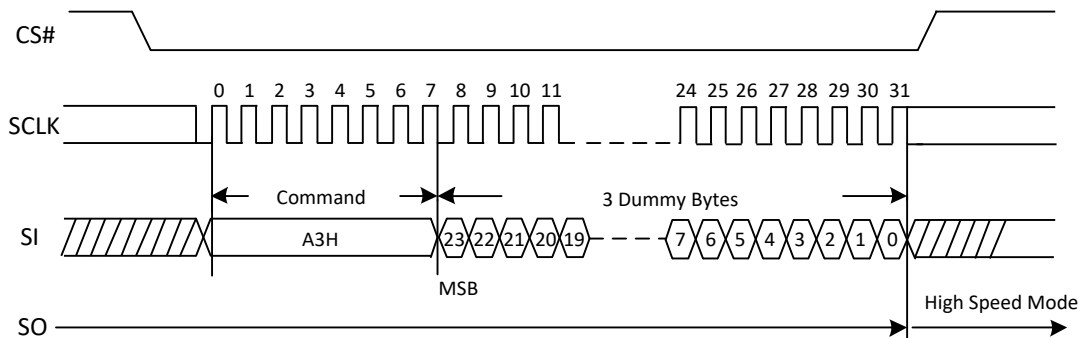 CS#
0 1 2 3 4 5 6 7 8 9 10 11 24 25 26 27 28 29 30 31
SCLK
Command 3 Dummy Bytes
SI A3H 23 22 21 20 19 7 6 5 4 3 2 1 0
MSB
High Speed Mode
SO